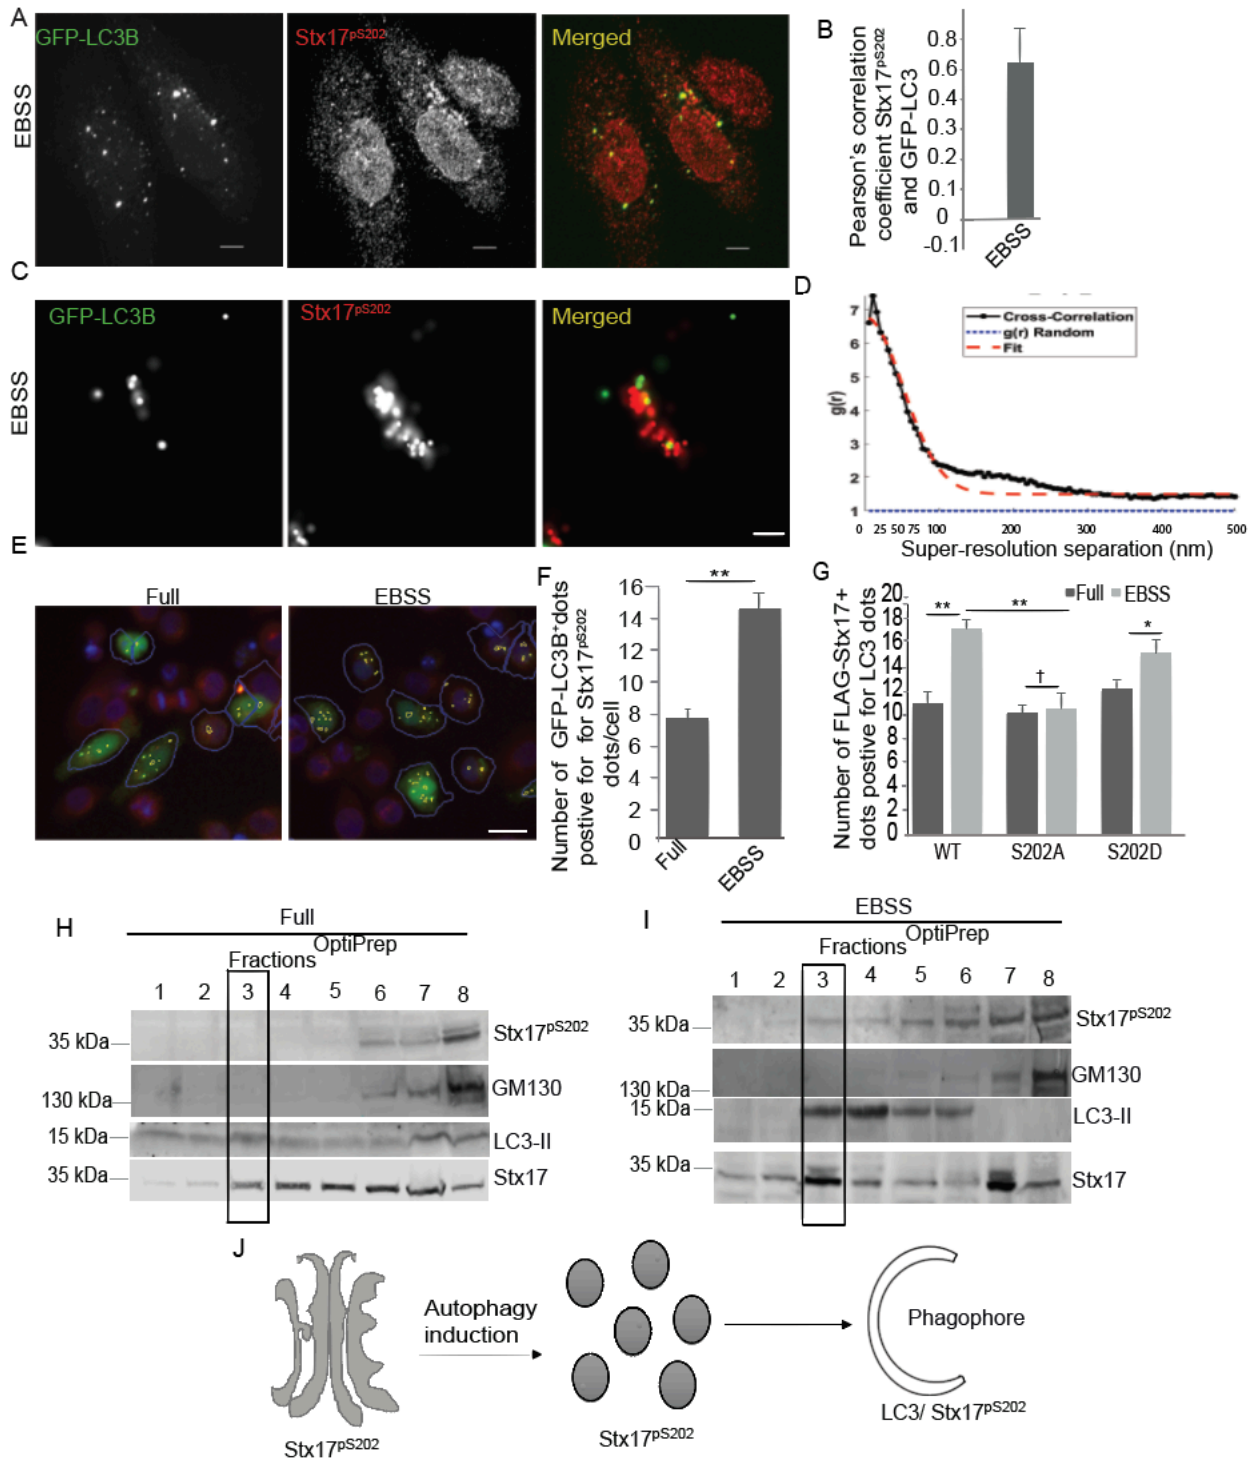 A
GFP-LC3B
Stx17pS202
Merged
EBSS
B
Pearson's correlation
coefficient Stx17pS202
and GFP-LC3
0.8
0.6
0.3
0.2
0.1
0
-0.1
EBSS
C
GFP-LC3B
Stx17pS202
Merged
EBSS
D
g(r)
7
6
5
4
2
1
Cross-Correlation
g(r) Random
Fit
0 25 50 75 100 200 300 400 500
Super-resolution separation (nm)
E
Full
EBSS
F
Number of GFP-LC3B+dots
postive for for Stx17pS202
dots/cell
16
14
12
10
8
6
4
2
0
**
Full
EBSS
G
Number of FLAG-Stx17+
dots postive for LC3 dots
20
18
16
14
12
10
8
6
4
2
0
Full
EBSS
**
**
†
*
WT
S202A
S202D
H
Full
OptiPrep
Fractions
1 2 3 4 5 6 7 8
35 kDa
Stx17pS202
130 kDa
GM130
15 kDa
LC3-II
35 kDa
Stx17
I
EBSS
OptiPrep
Fractions
1 2 3 4 5 6 7 8
35 kDa
Stx17pS202
130 kDa
GM130
15 kDa
LC3-II
35 kDa
Stx17
J
Autophagy
induction
Phagophore
Stx17pS202
Stx17pS202
LC3/ Stx17pS202